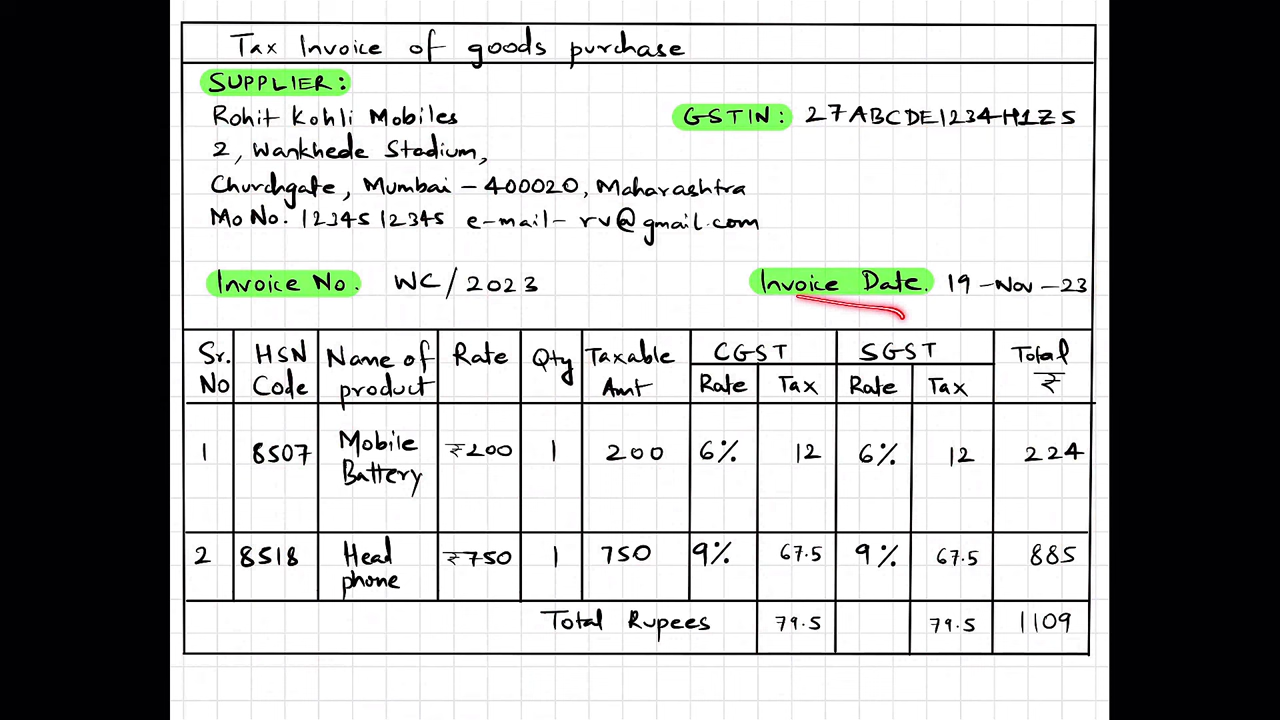 Tax Invoice of goods purchase
SUPPLIER:
Rohit Kohli Mobiles GSTIN: 27ABCDE1234H1Z5
2, Wankhede Stadium,
Churchgate, Mumbai - 400020, Maharashtra
Mo No. 12345 12345 e-mail- rv@gmail.com
Invoice No. WC/2023 Invoice Date. 19-Nov-23
Sr. HSN Name of Rate Qty Taxable CGST SGST Total
No Code product Amt Rate Tax Rate Tax ₹
1 8507 Mobile ₹200 1 200 6% 12 6% 12 224
Battery
2 8518 Head ₹750 1 750 9% 67.5 9% 67.5 885
phone
Total Rupees 79.5 79.5 1109